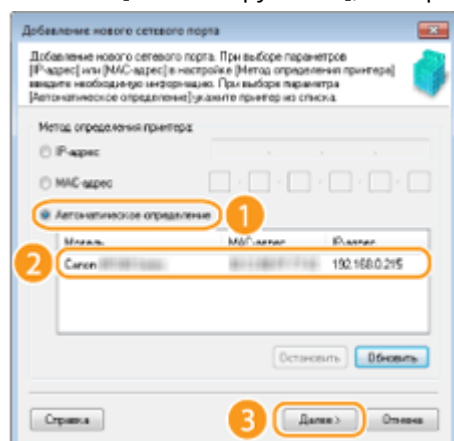 Добавление нового сетевого порта
Добавление нового сетевого порта. При выборе параметров
[IP-адрес] или [MAC-адрес] в настройке [Метод определения принтера]
введите необходимую информацию. При выборе параметра
[Автоматическое определение] укажите принтер из списка.
Метод определения принтера:
IP-адрес
MAC-адрес
Автоматическое определение 1
Модель MAC-адрес IP-адрес
2 Canon 192.168.0.215
Остановить Обновить
Справка 3 Далее > Отмена